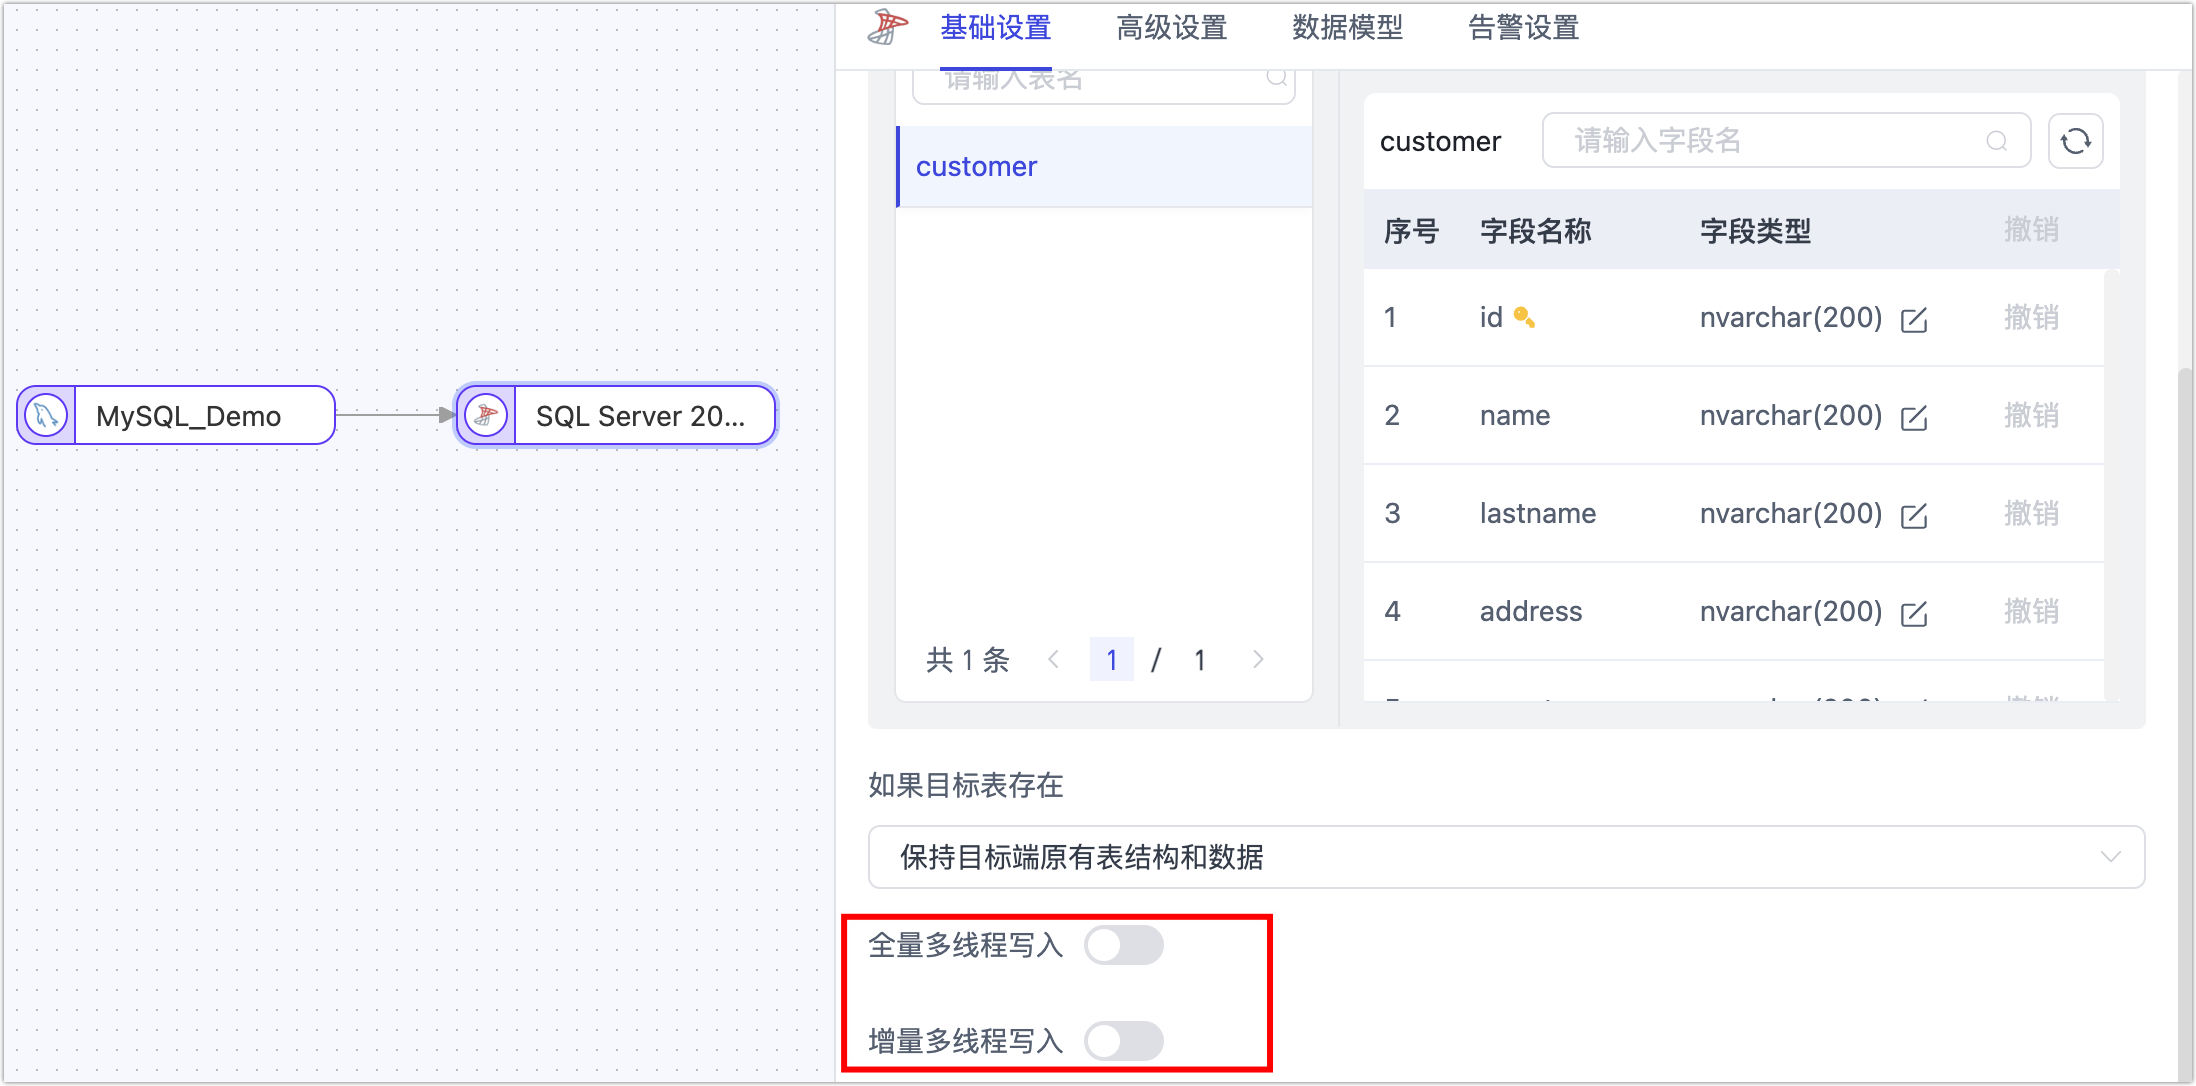 基础设置 高级设置 数据模型 告警设置
请输入表名
customer
共 1 条 1 / 1
customer 请输入字段名
序号 字段名称 字段类型 撤销
1 id nvarchar(200) 撤销
2 name nvarchar(200) 撤销
3 lastname nvarchar(200) 撤销
4 address nvarchar(200) 撤销
MySQL_Demo
SQL Server 20...
如果目标表存在
保持目标端原有表结构和数据
全量多线程写入
增量多线程写入